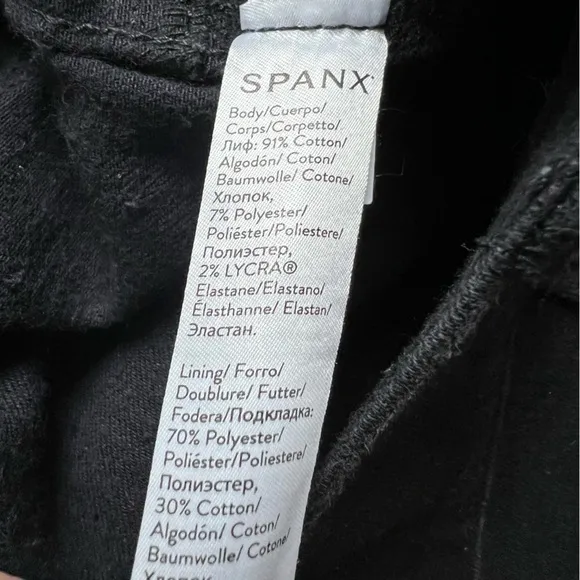 SPANX
Body/Cuerpo/
Corps/Corpetto/
Лиф: 91% Cotton/
Algodón/ Coton/
Baumwolle/ Cotone/
Хлопок,
7% Polyester/
Poliéster/Poliestere/
Полиэстер,
2% LYCRA®
Elastane/Elastano/
Élasthanne/ Elastan/
Эластан.
Lining/ Forro/
Doublure/ Futter/
Fodera/Подкладка:
70% Polyester/
Poliéster/Poliestere/
Полиэстер,
30% Cotton/
Algodón/ Coton/
Baumwolle/ Cotone/
Хлопок